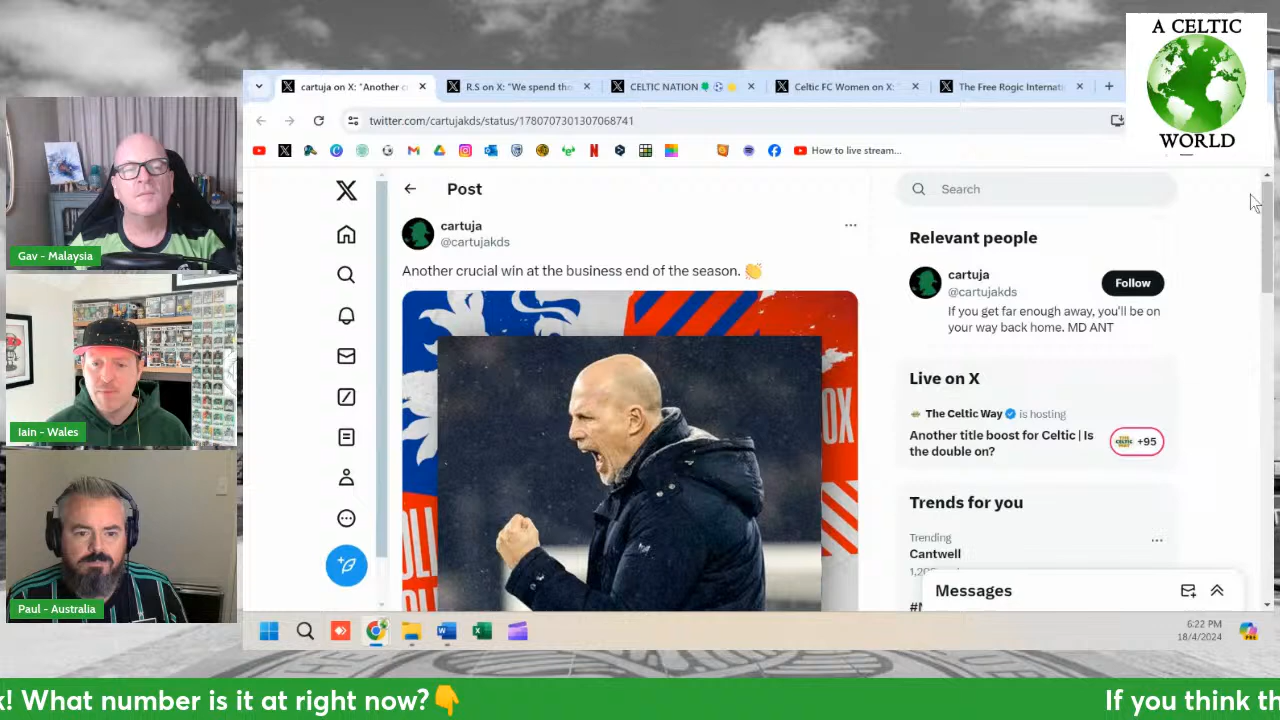 A CELTIC
WORLD
cartuja on X: "Another c
R.S on X: "We spend tho
CELTIC NATION
Celtic FC Women on X:
The Free Rogic Internati
twitter.com/cartujakds/status/1780707301307068741
How to live stream...
Post
cartuja
@cartujakds
Another crucial win at the business end of the season. 👏
Search
Relevant people
cartuja
@cartujakds
Follow
If you get far enough away, you'll be on
your way back home. MD ANT
Live on X
The Celtic Way is hosting
Another title boost for Celtic | Is
the double on?
+95
Trends for you
Trending
Cantwell
Messages
Gav - Malaysia
Iain - Wales
Paul - Australia
6:22 PM
18/4/2024
! What number is it at right now?👇
If you think th